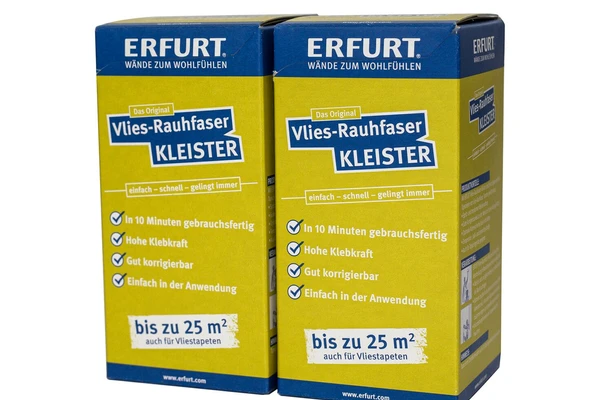 ERFURT®
WÄNDE ZUM WOHLFÜHLEN
Das Original
Vlies-Rauhfaser
KLEISTER
einfach – schnell – gelingt immer
In 10 Minuten gebrauchsfertig
Hohe Klebkraft
Gut korrigierbar
Einfach in der Anwendung
bis zu 25 m²
auch für Vliestapeten
www.erfurt.com
ERFURT®
WÄNDE ZUM WOHLFÜHLEN
Das Original
Vlies-Rauhfaser
KLEISTER
einfach – schnell – gelingt immer
In 10 Minuten gebrauchsfertig
Hohe Klebkraft
Gut korrigierbar
Einfach in der Anwendung
bis zu 25 m²
auch für Vliestapeten
www.erfurt.com